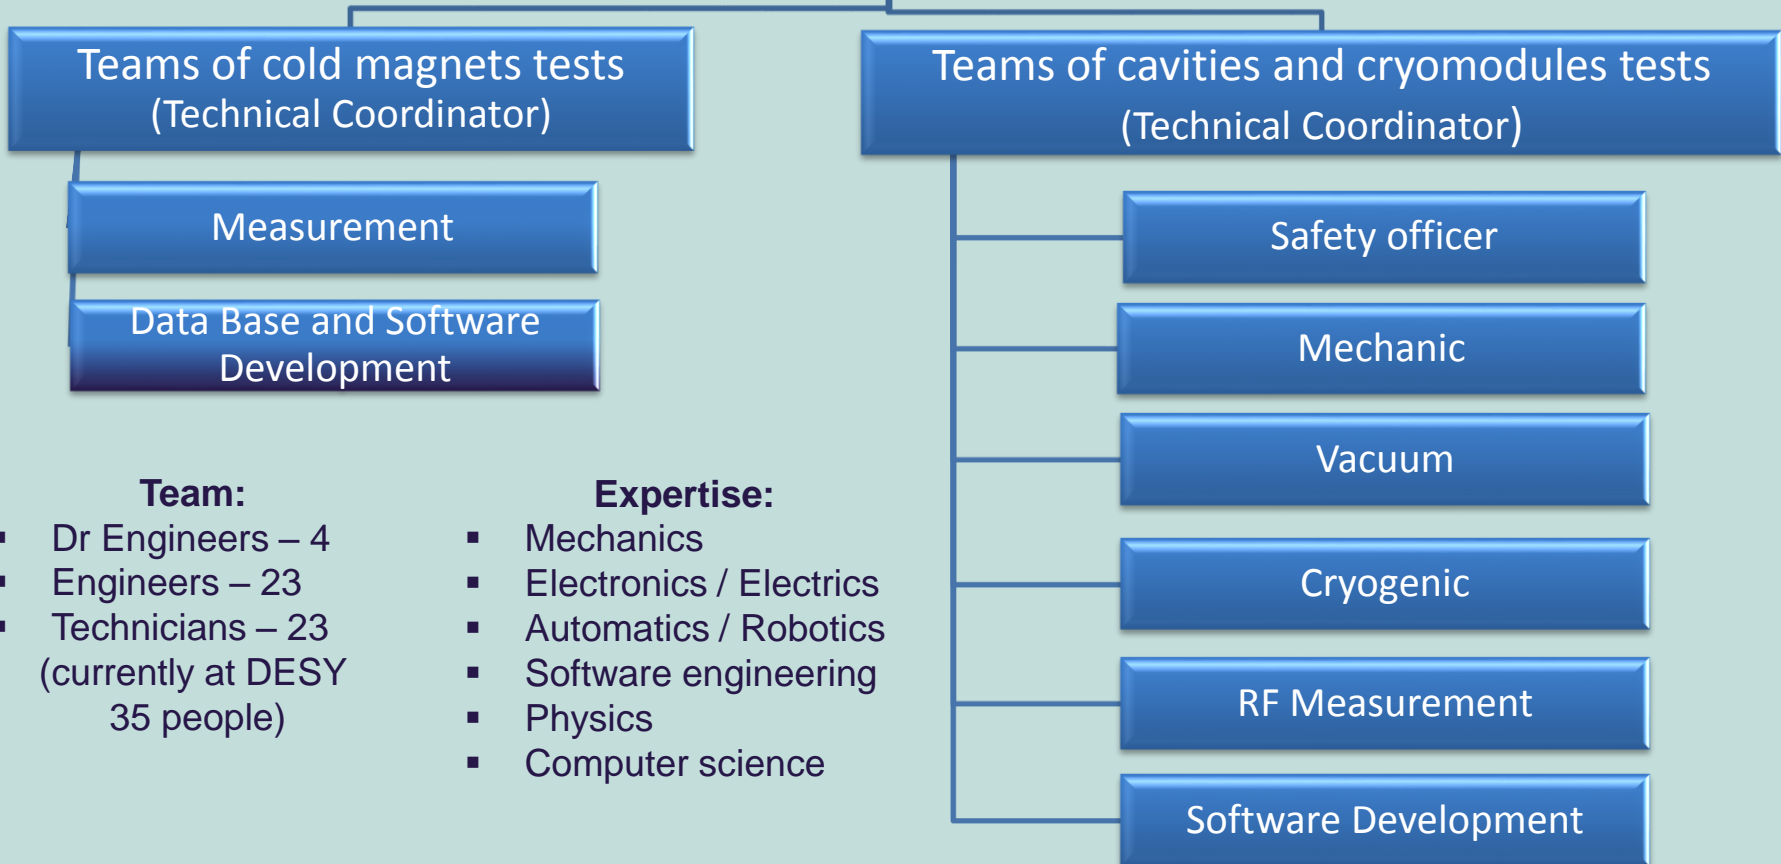 Teams of cold magnets tests
(Technical Coordinator)
Measurement
Data Base and Software
Development
Teams of cavities and cryomodules tests
(Technical Coordinator)
Safety officer
Mechanic
Vacuum
Cryogenic
RF Measurement
Software Development
Team:
▪ Dr Engineers – 4
▪ Engineers – 23
▪ Technicians – 23
(currently at DESY
35 people)
Expertise:
▪ Mechanics
▪ Electronics / Electrics
▪ Automatics / Robotics
▪ Software engineering
▪ Physics
▪ Computer science